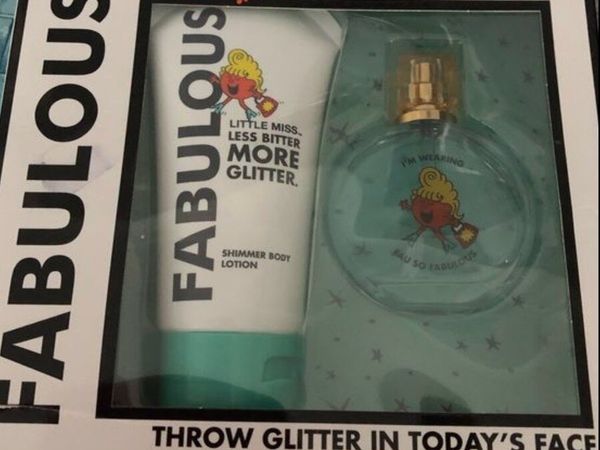 FABULOUS
FABULOUS
LITTLE MISS™
LESS BITTER
MORE
GLITTER.
SHIMMER BODY
LOTION
I'M WEARING
EAU SO FABULOUS
THROW GLITTER IN TODAY'S FACE